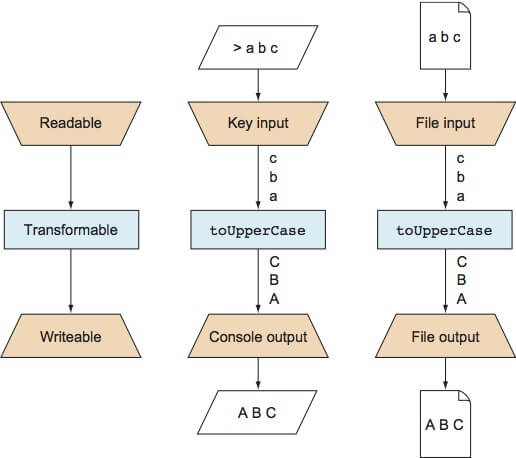 > a b c
a b c
Readable
Key input
File input
c
b
a
c
b
a
Transformable
toUpperCase
toUpperCase
C
B
A
C
B
A
Writeable
Console output
File output
A B C
A B C